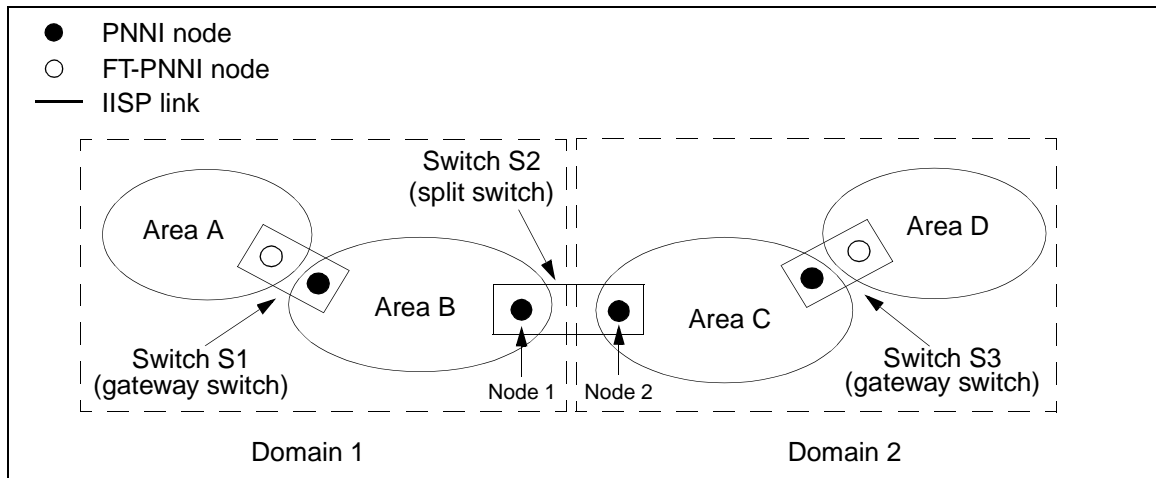 PNNI node
FT-PNNI node
IISP link
Switch S2
(split switch)
Area A
Area D
Area B
Area C
Switch S1
(gateway switch)
Node 1
Node 2
Switch S3
(gateway switch)
Domain 1
Domain 2